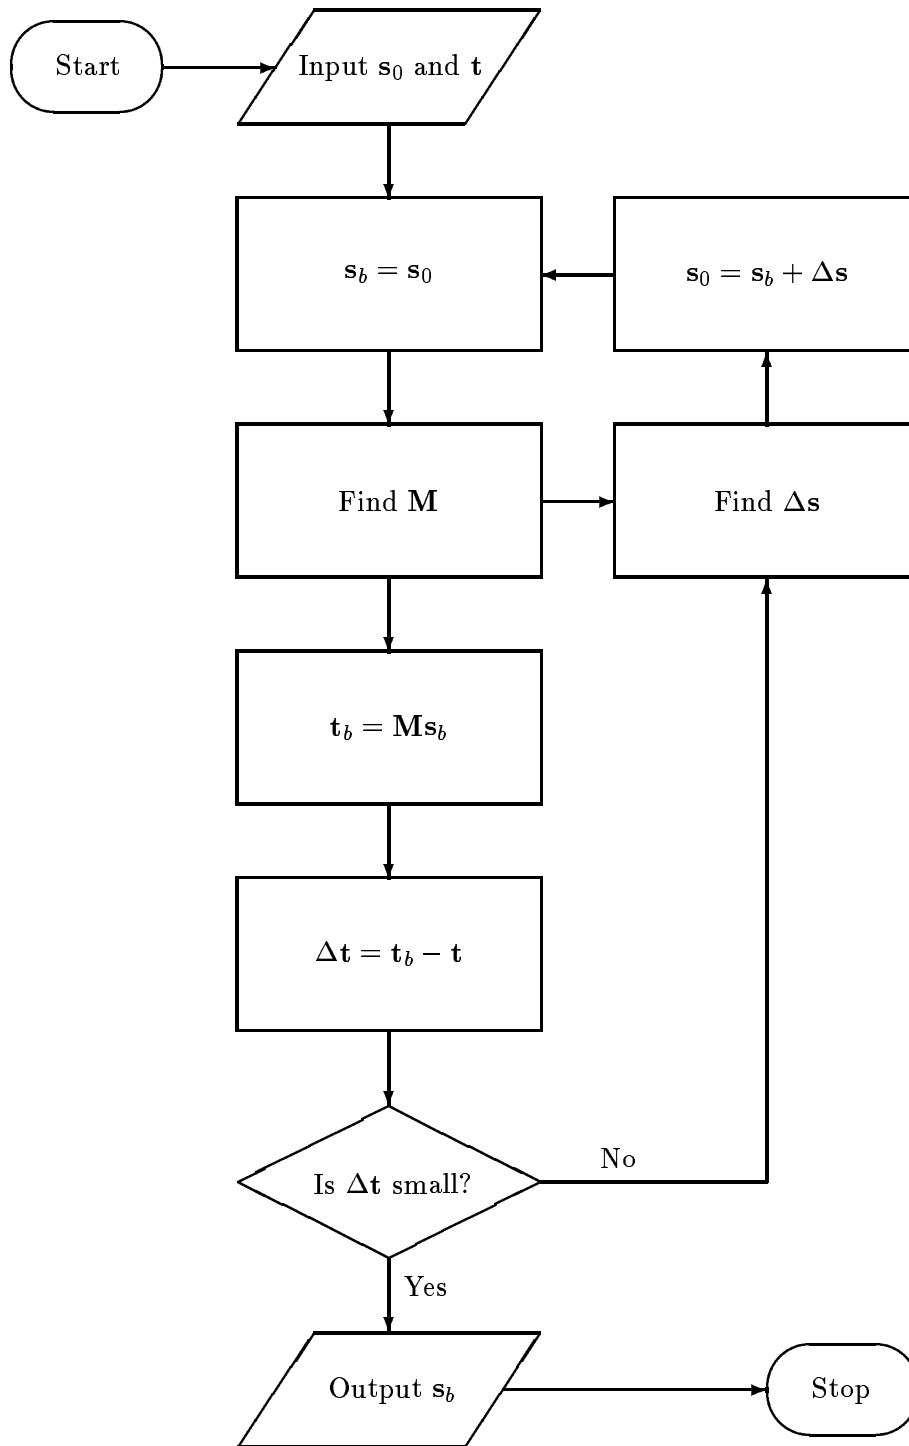 Start
Input s₀ and t
s_b = s₀
s₀ = s_b + Δs
Find M
Find Δs
t_b = Ms_b
Δt = t_b − t
Is Δt small?
No
Yes
Output s_b
Stop